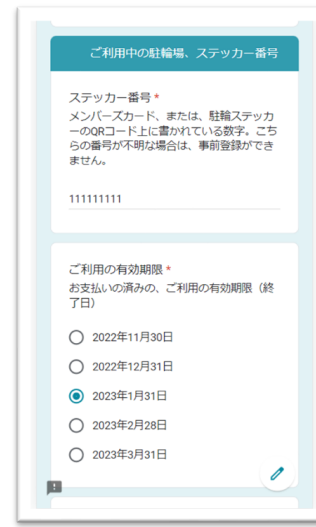 ご利用中の駐輪場、ステッカー番号
ステッカー番号 *
メンバーズカード、または、駐輪ステッカ
ーのQRコード上に書かれている数字。こち
らの番号が不明な場合は、事前登録ができ
ません。
111111111
ご利用の有効期限 *
お支払いの済みの、ご利用の有効期限（終
了日）
2022年11月30日
2022年12月31日
2023年1月31日
2023年2月28日
2023年3月31日